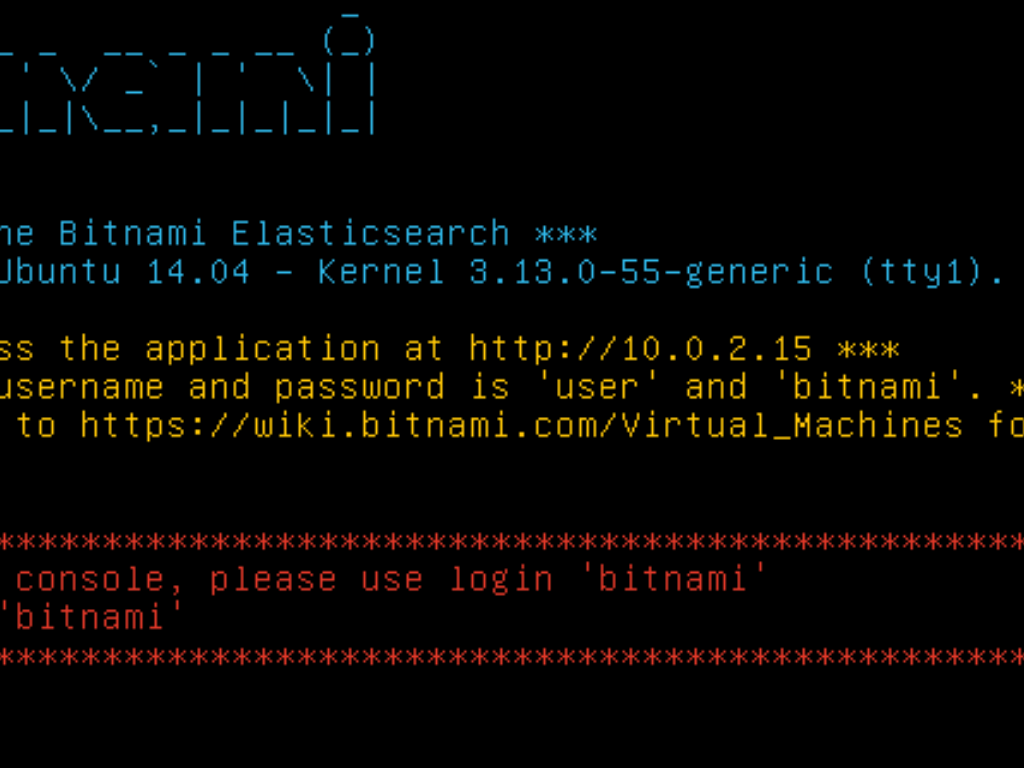 ne Bitnami Elasticsearch ***
Ubuntu 14.04 - Kernel 3.13.0-55-generic (tty1).
ss the application at http://10.0.2.15 ***
username and password is 'user' and 'bitnami'. *
to https://wiki.bitnami.com/Virtual_Machines fo
************************************************
console, please use login 'bitnami'
'bitnami'
************************************************